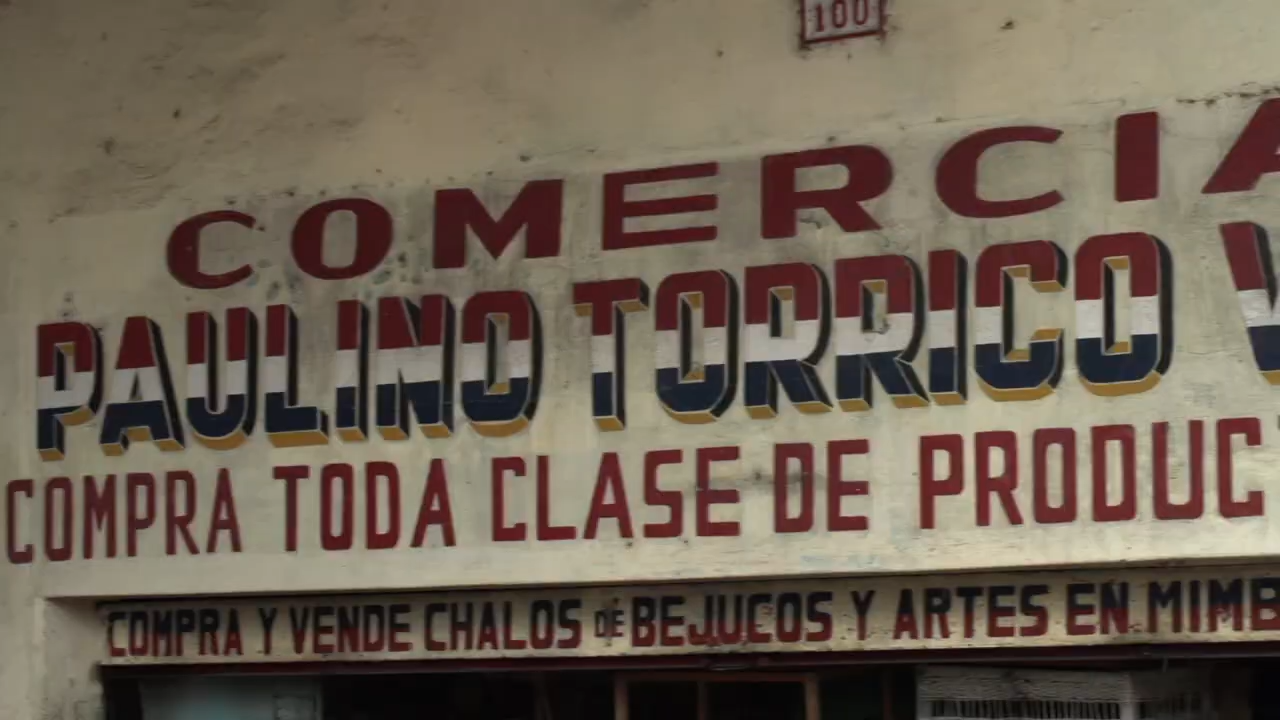 100
COMERCIA
PAULINO TORRICO V
COMPRA TODA CLASE DE PRODUC
COMPRA Y VENDE CHALOS DE BEJUCOS Y ARTES EN MIMB